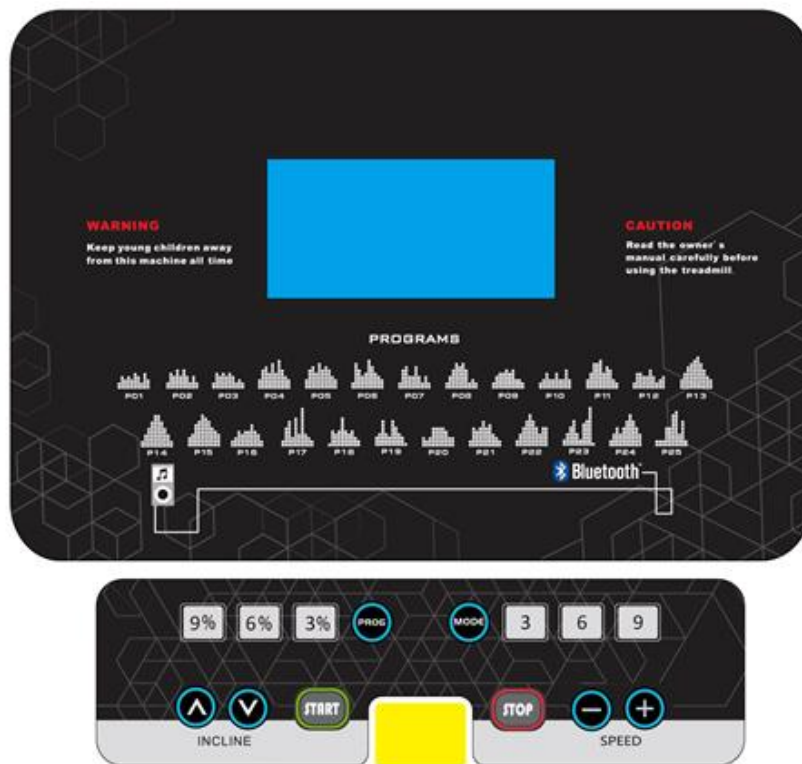 WARNING
Keep young children away
from this machine all time
CAUTION
Read the owner's
manual carefully before
using the treadmill
PROGRAMS
P01 P02 P03 P04 P05 P06 P07 P08 P09 P10 P11 P12 P13
P14 P15 P16 P17 P18 P19 P20 P21 P22 P23 P24 P25
Bluetooth
9% 6% 3% PROG MODE 3 6 9
START STOP
INCLINE SPEED